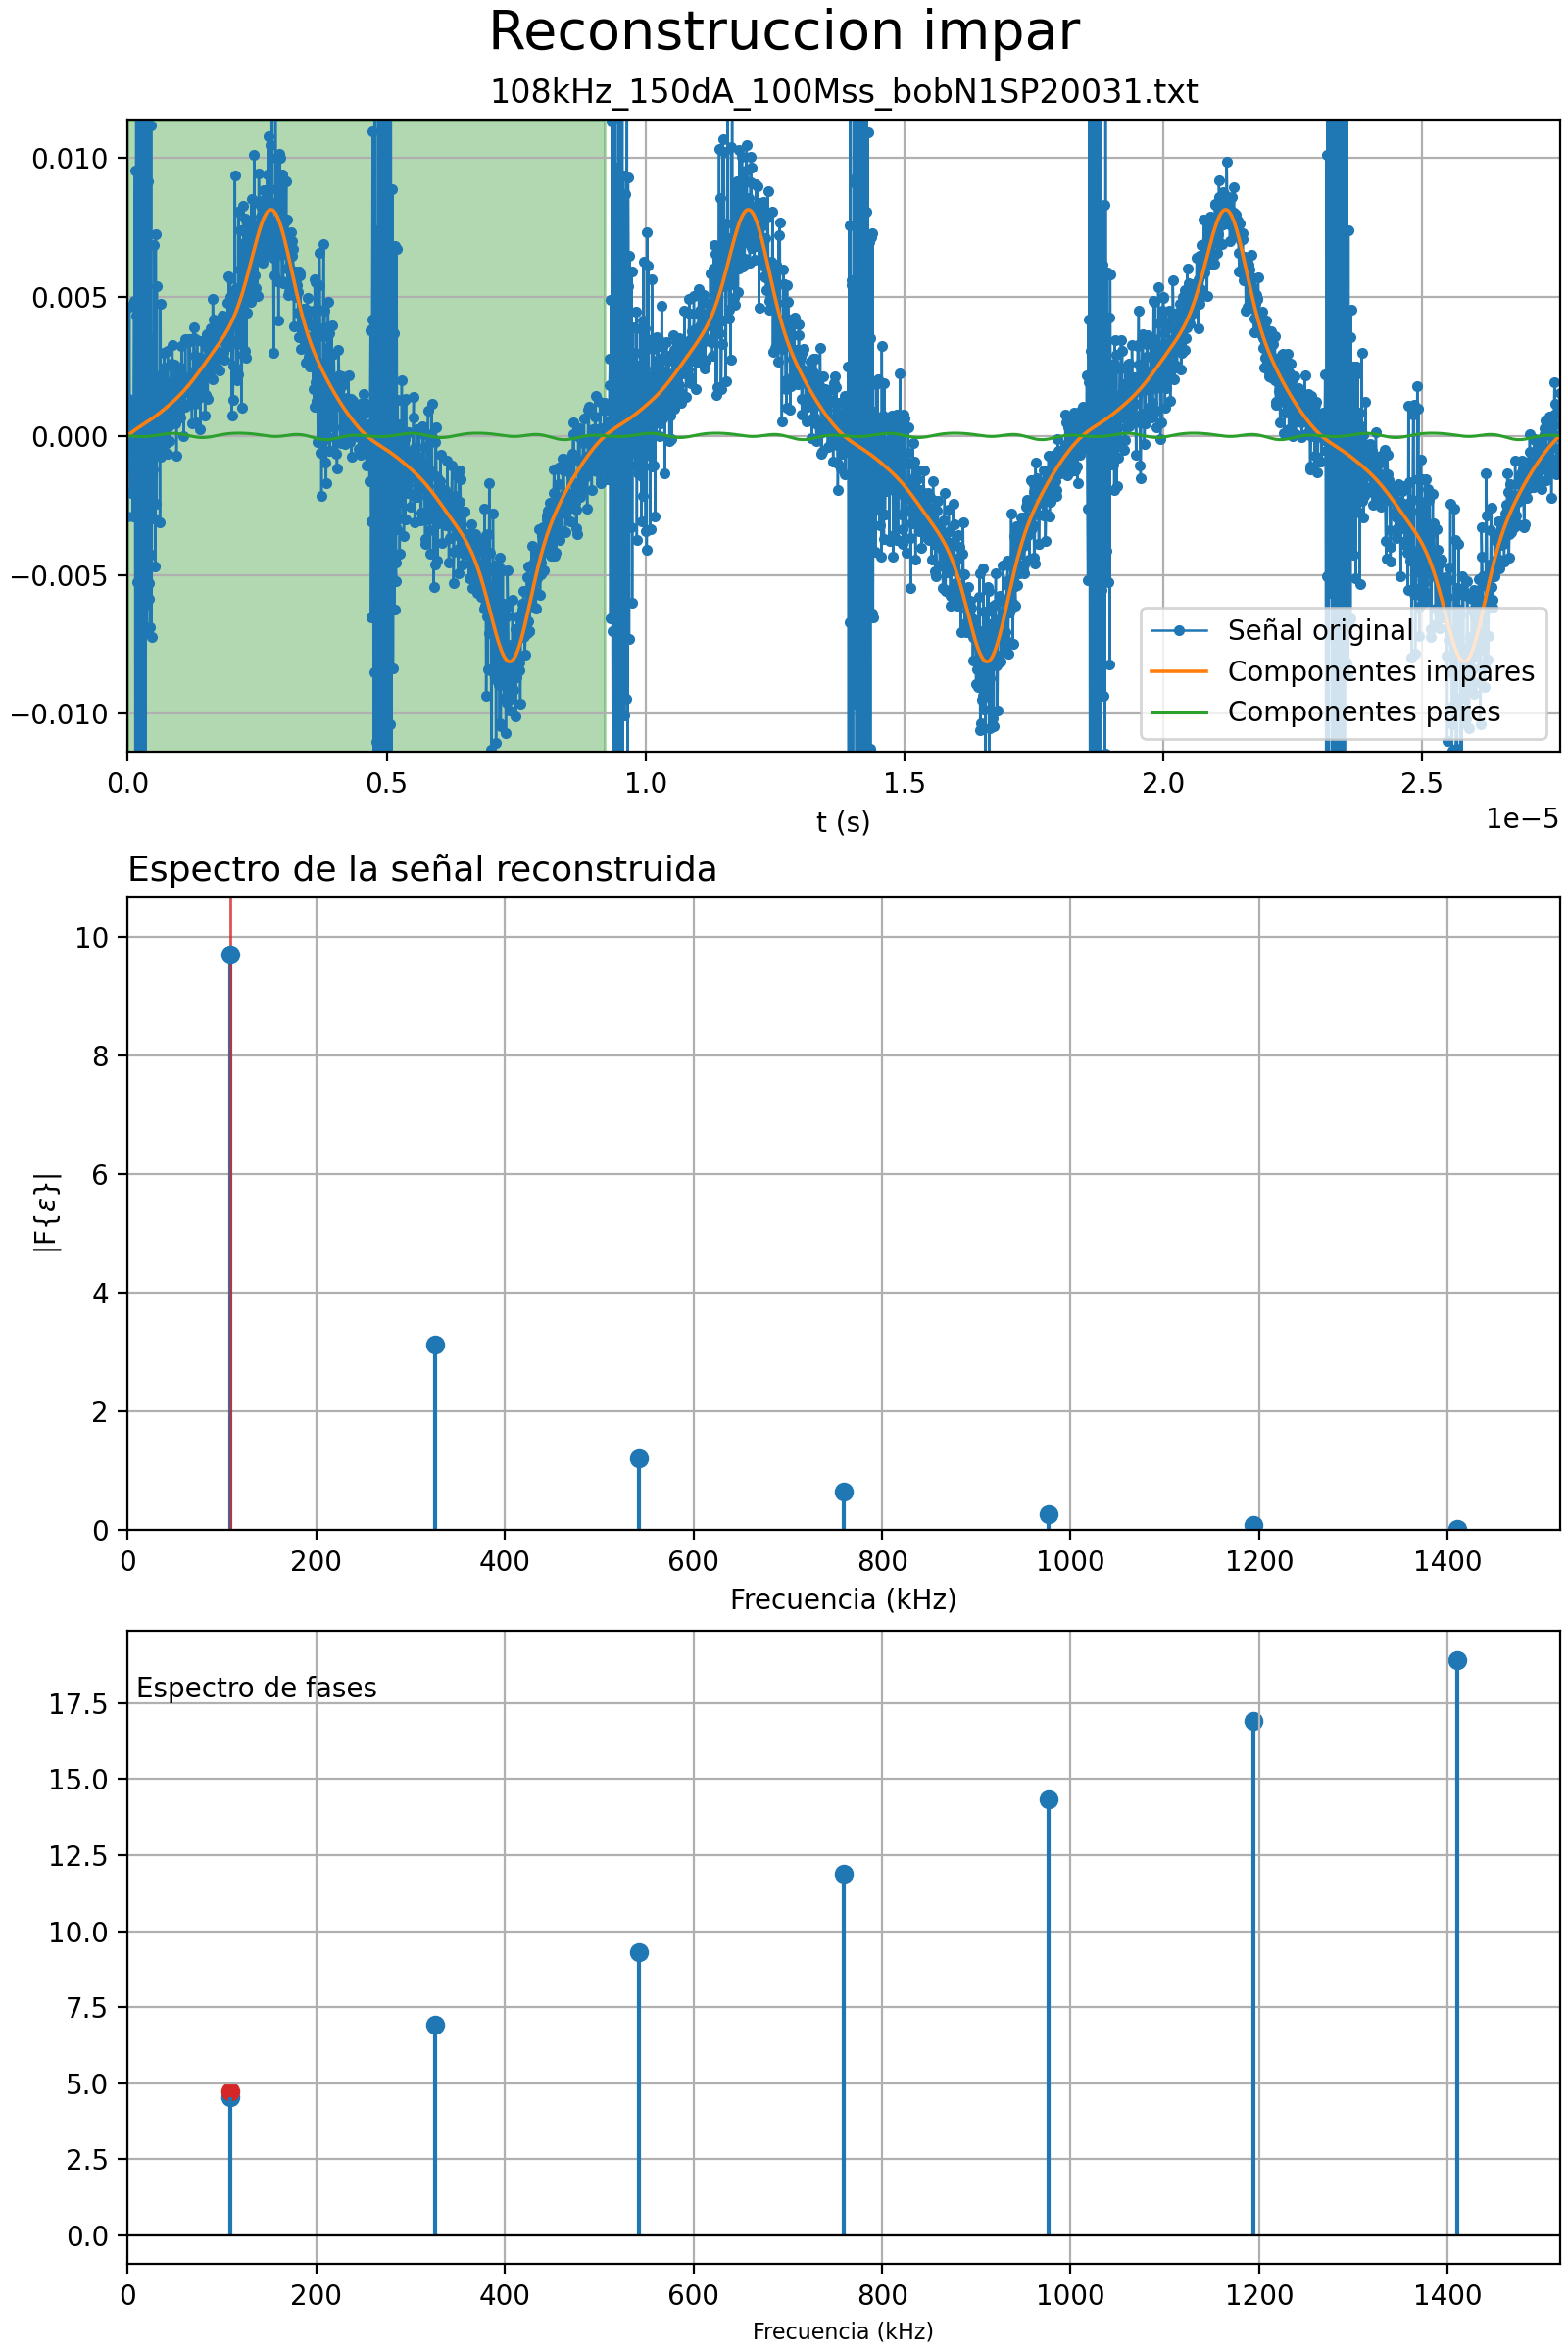 Reconstruccion impar
108kHz_150dA_100Mss_bobN1SP20031.txt
0.010
0.005
0.000
−0.005
−0.010
Señal original
Componentes impares
Componentes pares
0.0 0.5 1.0 1.5 2.0 2.5
1e−5
t (s)
Espectro de la señal reconstruida
10
8
6
4
2
0
|F{ε}|
0 200 400 600 800 1000 1200 1400
Frecuencia (kHz)
Espectro de fases
17.5
15.0
12.5
10.0
7.5
5.0
2.5
0.0
0 200 400 600 800 1000 1200 1400
Frecuencia (kHz)